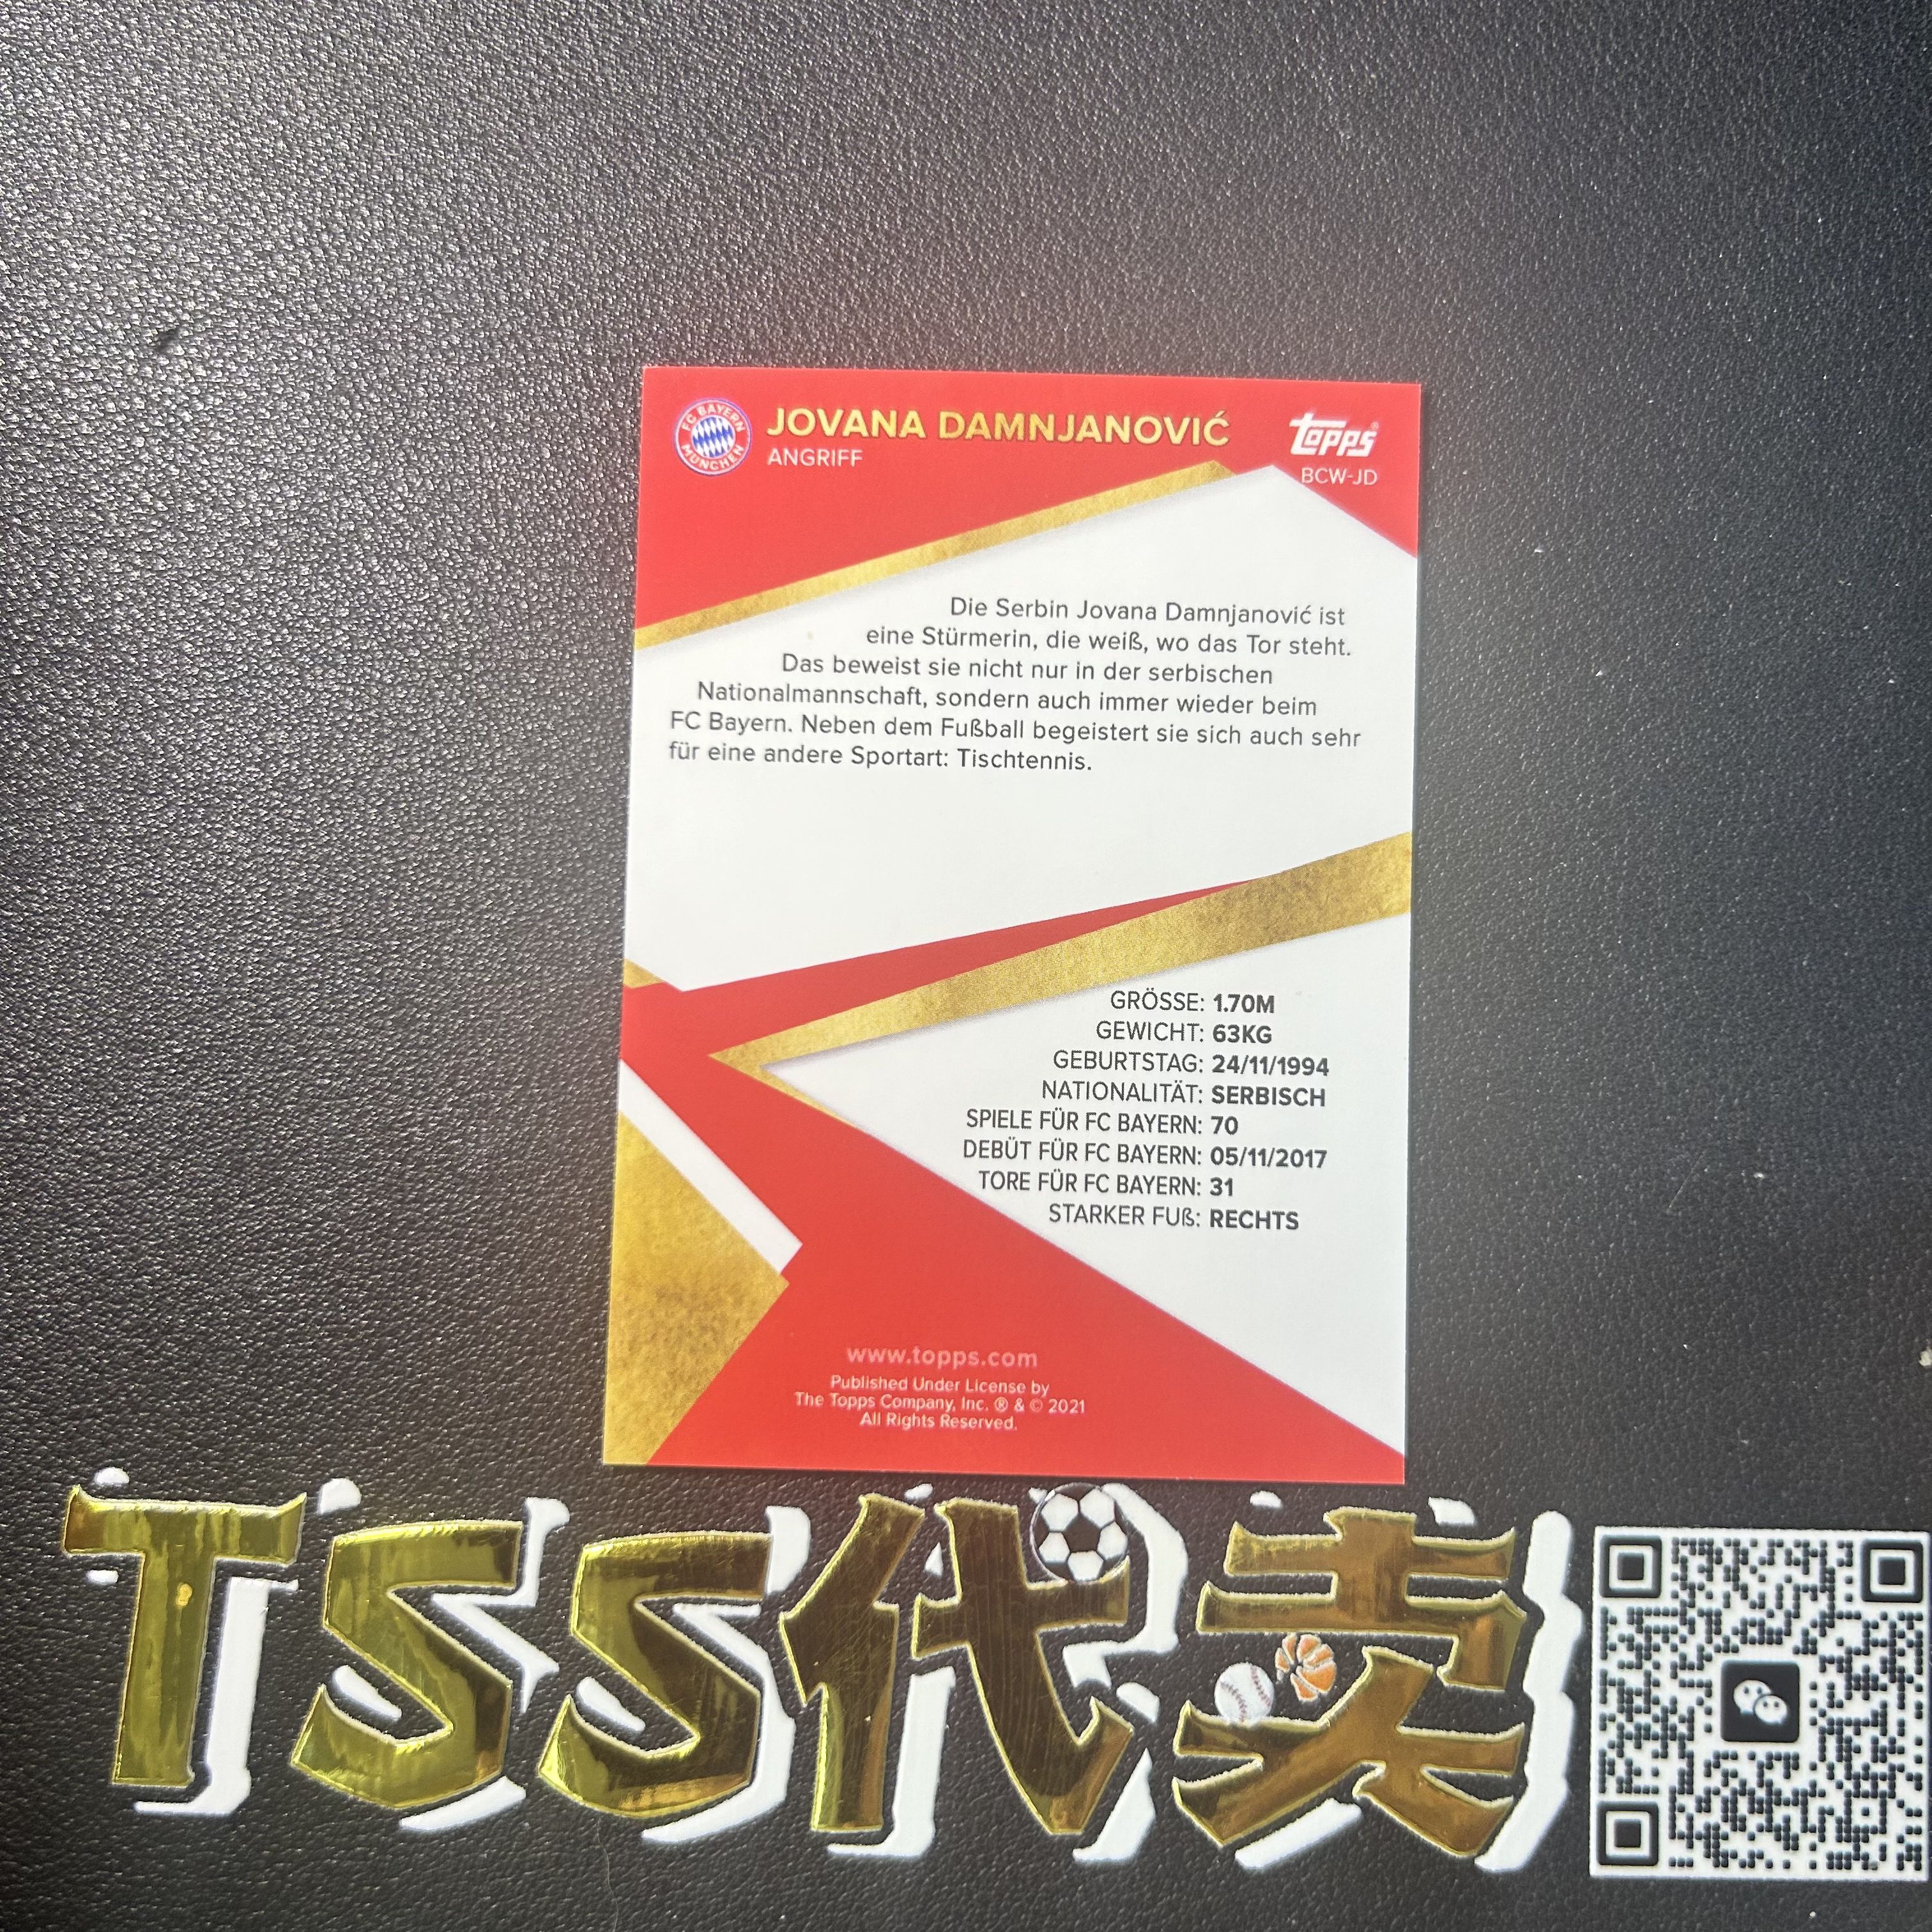 FC BAYERN
MÜNCHEN
JOVANA DAMNJANOVIĆ
ANGRIFF
Topps®
BCW-JD
Die Serbin Jovana Damnjanović ist
eine Stürmerin, die weiß, wo das Tor steht.
Das beweist sie nicht nur in der serbischen
Nationalmannschaft, sondern auch immer wieder beim
FC Bayern. Neben dem Fußball begeistert sie sich auch sehr
für eine andere Sportart: Tischtennis.
GRÖSSE: 1.70M
GEWICHT: 63KG
GEBURTSTAG: 24/11/1994
NATIONALITÄT: SERBISCH
SPIELE FÜR FC BAYERN: 70
DEBÜT FÜR FC BAYERN: 05/11/2017
TORE FÜR FC BAYERN: 31
STARKER FUß: RECHTS
www.topps.com
Published Under License by
The Topps Company, Inc. ® & © 2021
All Rights Reserved.
TSS代卖